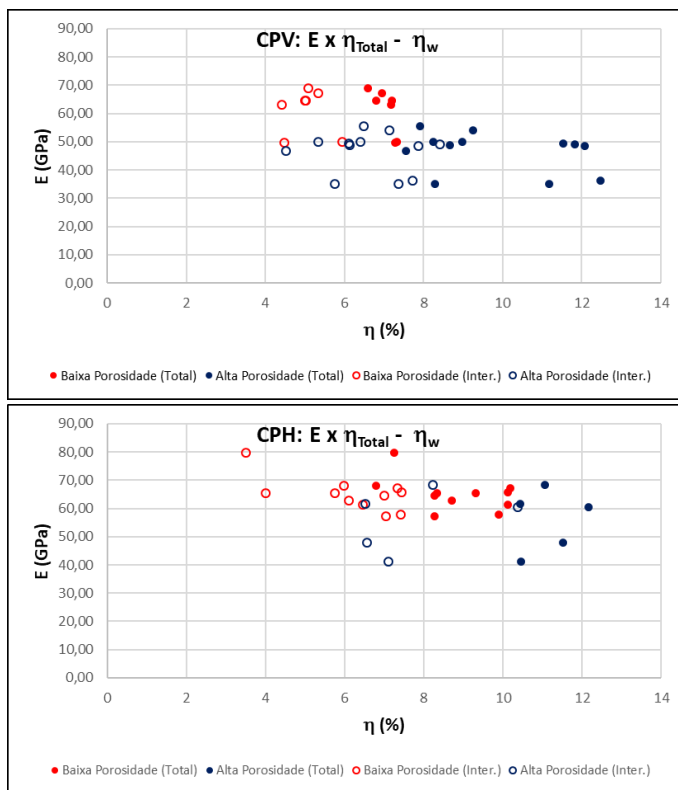 CPV: E x ηTotal - ηw
90,00
80,00
70,00
60,00
50,00
40,00
30,00
20,00
10,00
0,00
E (GPa)
0 2 4 6 8 10 12 14
η (%)
Baixa Porosidade (Total) Alta Porosidade (Total) Baixa Porosidade (Inter.) Alta Porosidade (Inter.)
CPH: E x ηTotal - ηw
90,00
80,00
70,00
60,00
50,00
40,00
30,00
20,00
10,00
0,00
E (GPa)
0 2 4 6 8 10 12 14
η (%)
Baixa Porosidade (Total) Alta Porosidade (Total) Baixa Porosidade (Inter.) Alta Porosidade (Inter.)